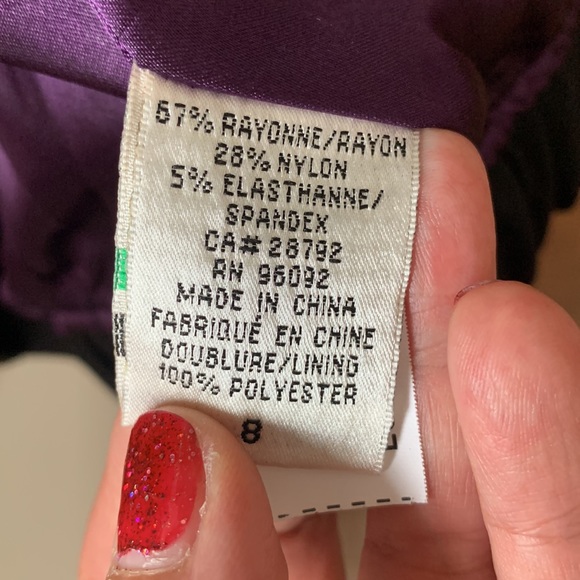 67% RAYONNE/RAYON
28% NYLON
5% ELASTHANNE/
SPANDEX
CA# 28792
RN 96092
MADE IN CHINA
FABRIQUÉ EN CHINE
DOUBLURE/LINING
100% POLYESTER
8